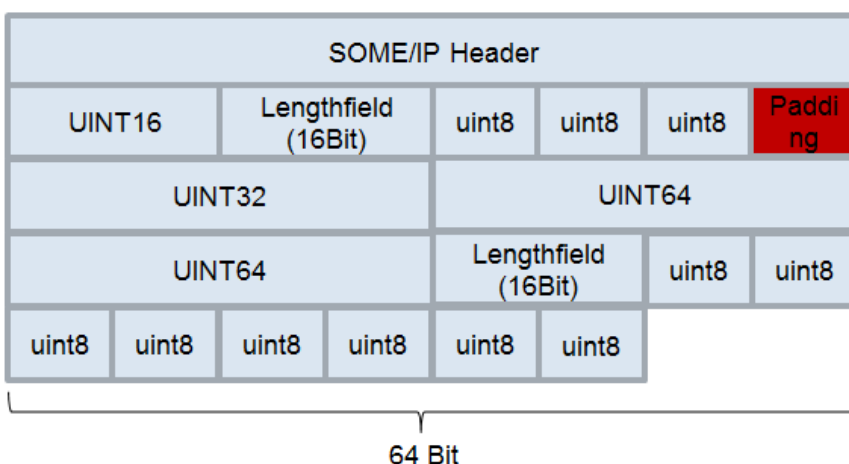 SOME/IP Header
UINT16 Lengthfield (16Bit) uint8 uint8 uint8 Paddi ng
UINT32 UINT64
UINT64 Lengthfield (16Bit) uint8 uint8
uint8 uint8 uint8 uint8 uint8 uint8
64 Bit